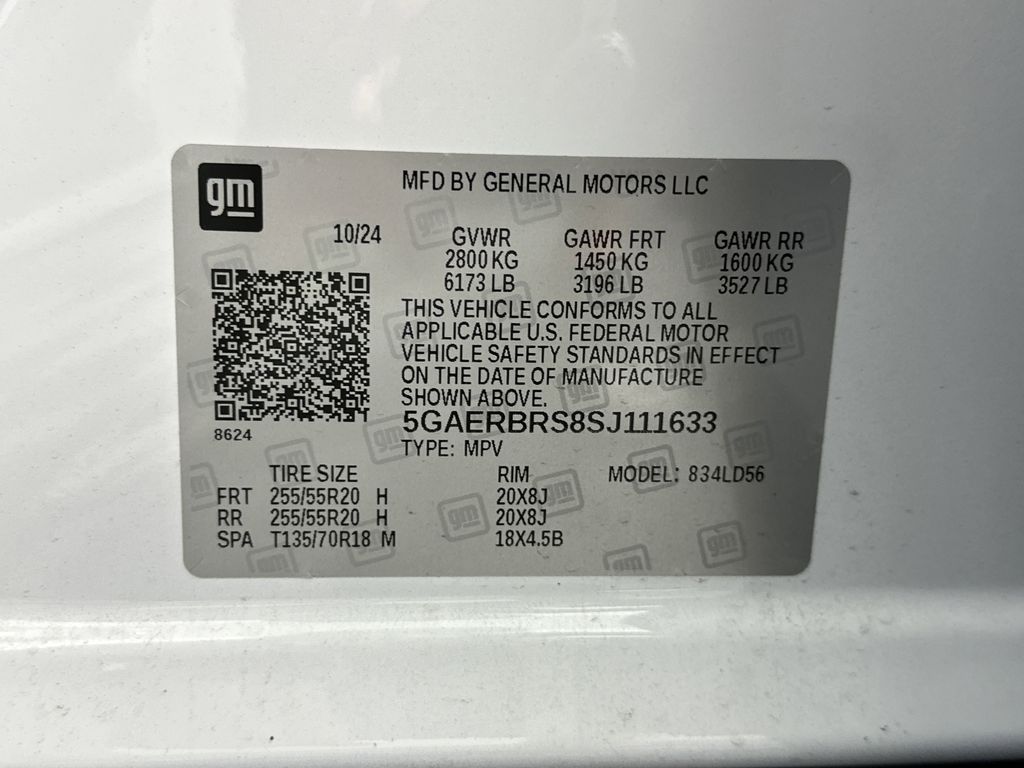 gm
MFD BY GENERAL MOTORS LLC
10/24 GVWR GAWR FRT GAWR RR
2800 KG 1450 KG 1600 KG
6173 LB 3196 LB 3527 LB
THIS VEHICLE CONFORMS TO ALL
APPLICABLE U.S. FEDERAL MOTOR
VEHICLE SAFETY STANDARDS IN EFFECT
ON THE DATE OF MANUFACTURE
SHOWN ABOVE.
5GAERBRS8SJ111633
8624
TYPE: MPV
TIRE SIZE RIM MODEL: 834LD56
FRT 255/55R20 H 20X8J
RR 255/55R20 H 20X8J
SPA T135/70R18 M 18X4.5B